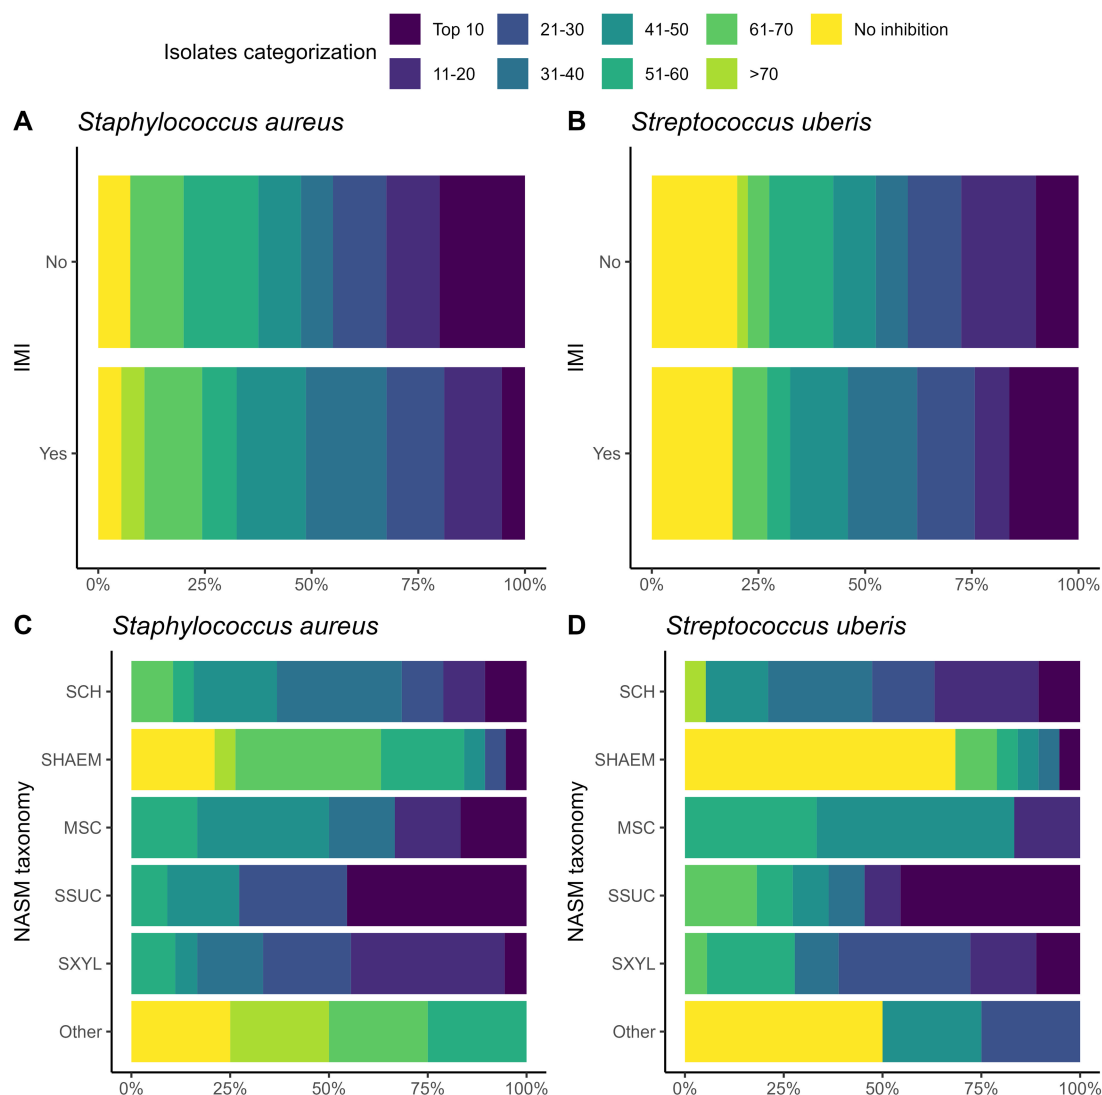 Isolates categorization
Top 10 21-30 41-50 61-70 No inhibition
11-20 31-40 51-60 >70
A Staphylococcus aureus
No
Yes
IMI
0% 25% 50% 75% 100%
B Streptococcus uberis
No
Yes
IMI
0% 25% 50% 75% 100%
C Staphylococcus aureus
SCH
SHAEM
MSC
SSUC
SXYL
Other
NASM taxonomy
0% 25% 50% 75% 100%
D Streptococcus uberis
SCH
SHAEM
MSC
SSUC
SXYL
Other
NASM taxonomy
0% 25% 50% 75% 100%